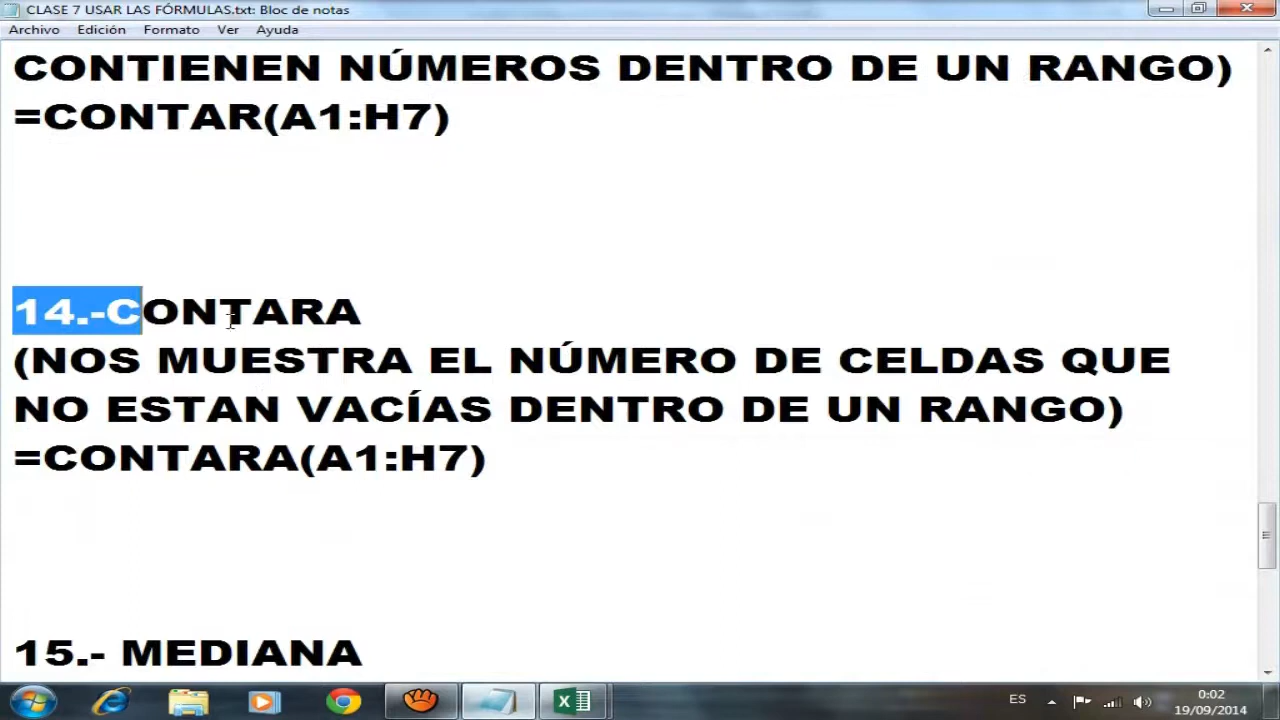 CLASE 7 USAR LAS FÓRMULAS.txt: Bloc de notas
Archivo Edición Formato Ver Ayuda
CONTIENEN NÚMEROS DENTRO DE UN RANGO)
=CONTAR(A1:H7)
14.-CONTARA
(NOS MUESTRA EL NÚMERO DE CELDAS QUE
NO ESTAN VACÍAS DENTRO DE UN RANGO)
=CONTARA(A1:H7)
15.- MEDIANA
ES 0:02
19/09/2014